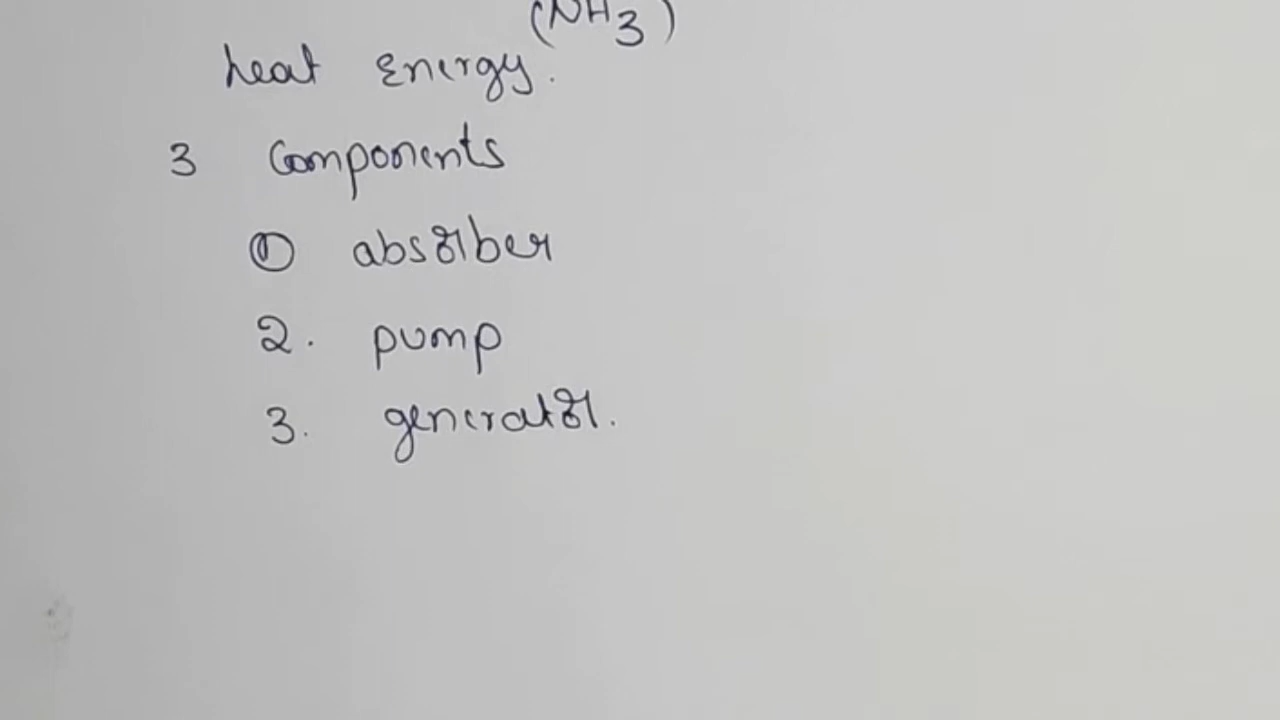 (NH3)
heat Energy.
3 Components
① absorber
2. pump
3. generator.